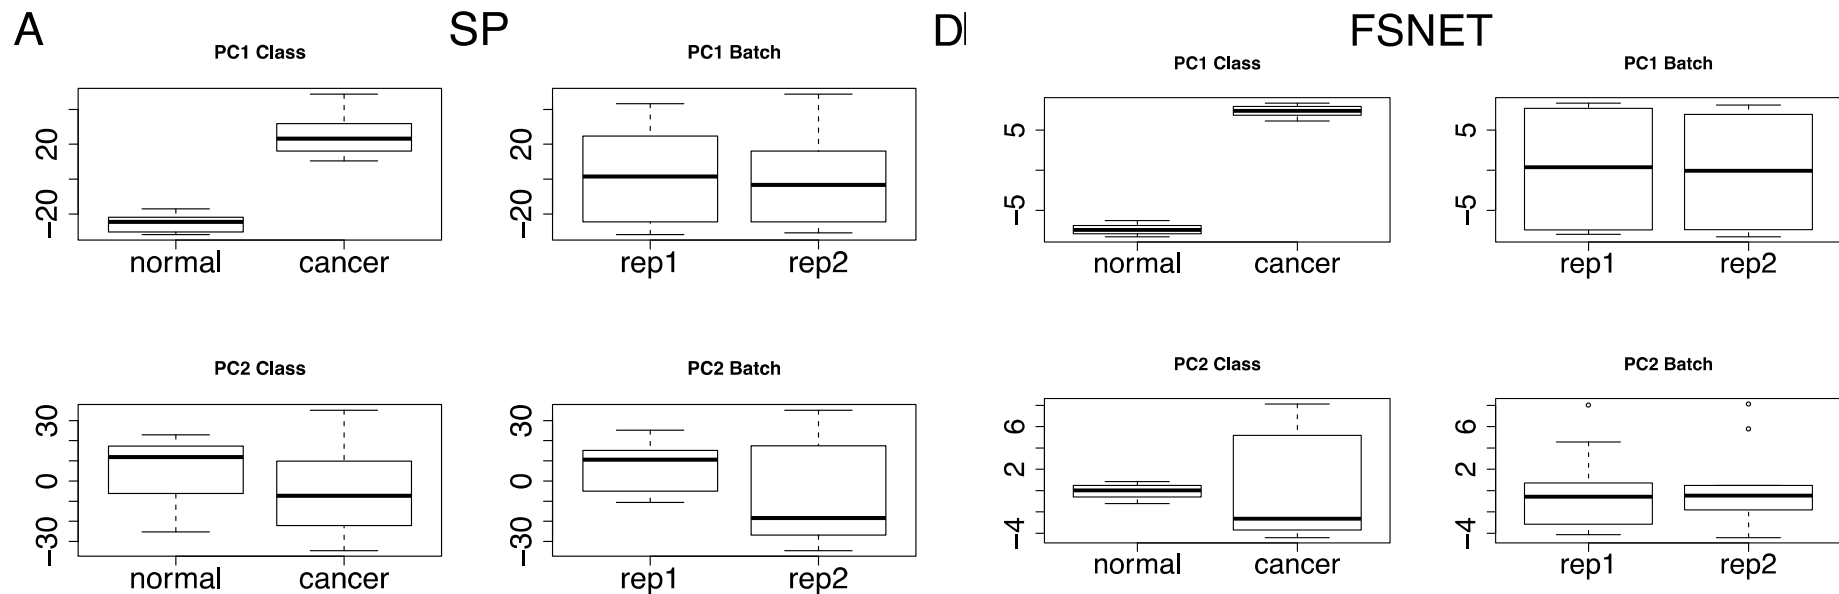 A
SP
D
FSNET
PC1 Class
20
−20
normal
cancer
PC1 Batch
20
−20
rep1
rep2
PC1 Class
5
−5
normal
cancer
PC1 Batch
5
−5
rep1
rep2
PC2 Class
30
0
−30
normal
cancer
PC2 Batch
30
0
−30
rep1
rep2
PC2 Class
6
2
−4
normal
cancer
PC2 Batch
6
2
−4
rep1
rep2